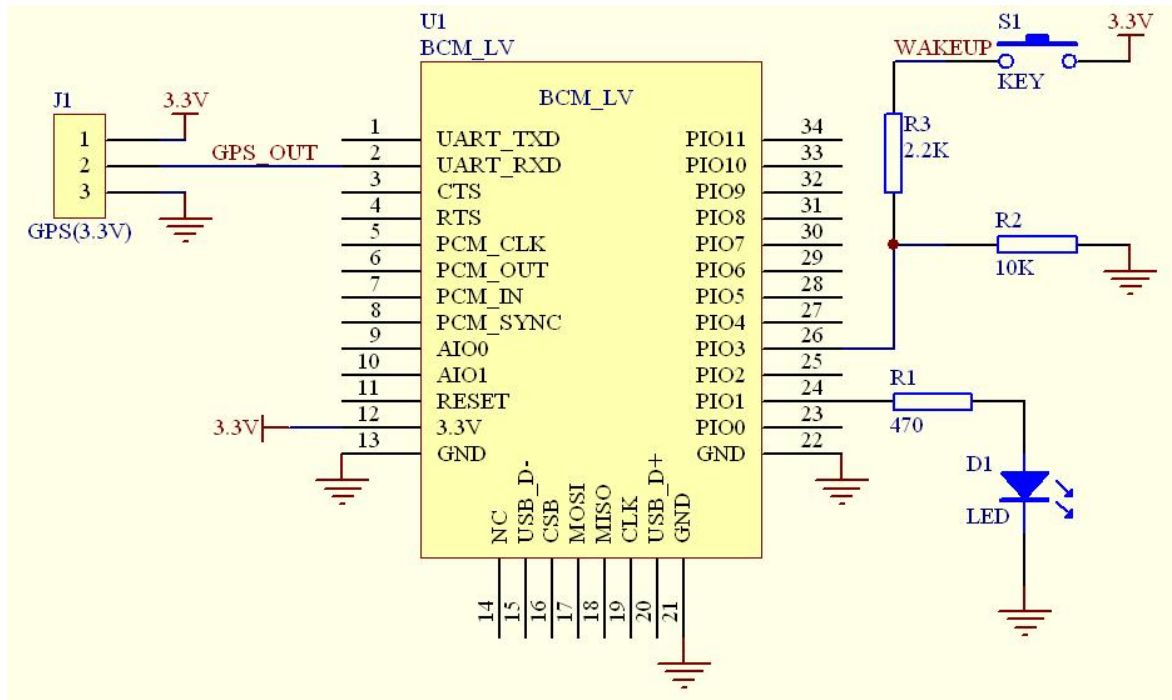 U1
BCM_LV
BCM_LV
J1
1
2
3
GPS(3.3V)
3.3V
GPS_OUT
1 UART_TXD
2 UART_RXD
3 CTS
4 RTS
5 PCM_CLK
6 PCM_OUT
7 PCM_IN
8 PCM_SYNC
9 AIO0
10 AIO1
11 RESET
3.3V 12 3.3V
13 GND
14 NC
15 USB_D-
16 CSB
17 MOSI
18 MISO
19 CLK
20 USB_D+
21 GND
PIO11 34
PIO10 33
PIO9 32
PIO8 31
PIO7 30
PIO6 29
PIO5 28
PIO4 27
PIO3 26
PIO2 25
PIO1 24
PIO0 23
GND 22
WAKEUP
S1
KEY
3.3V
R3
2.2K
R2
10K
R1
470
D1
LED